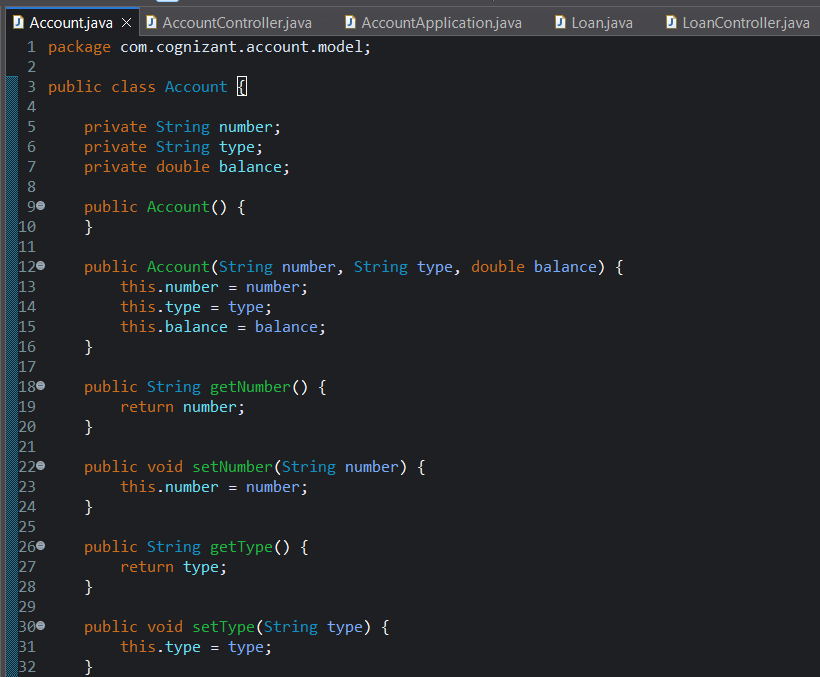 Account.java AccountController.java AccountApplication.java Loan.java LoanController.java
1 package com.cognizant.account.model;
2
3 public class Account {
4
5     private String number;
6     private String type;
7     private double balance;
8
9     public Account() {
10     }
11
12     public Account(String number, String type, double balance) {
13         this.number = number;
14         this.type = type;
15         this.balance = balance;
16     }
17
18     public String getNumber() {
19         return number;
20     }
21
22     public void setNumber(String number) {
23         this.number = number;
24     }
25
26     public String getType() {
27         return type;
28     }
29
30     public void setType(String type) {
31         this.type = type;
32     }